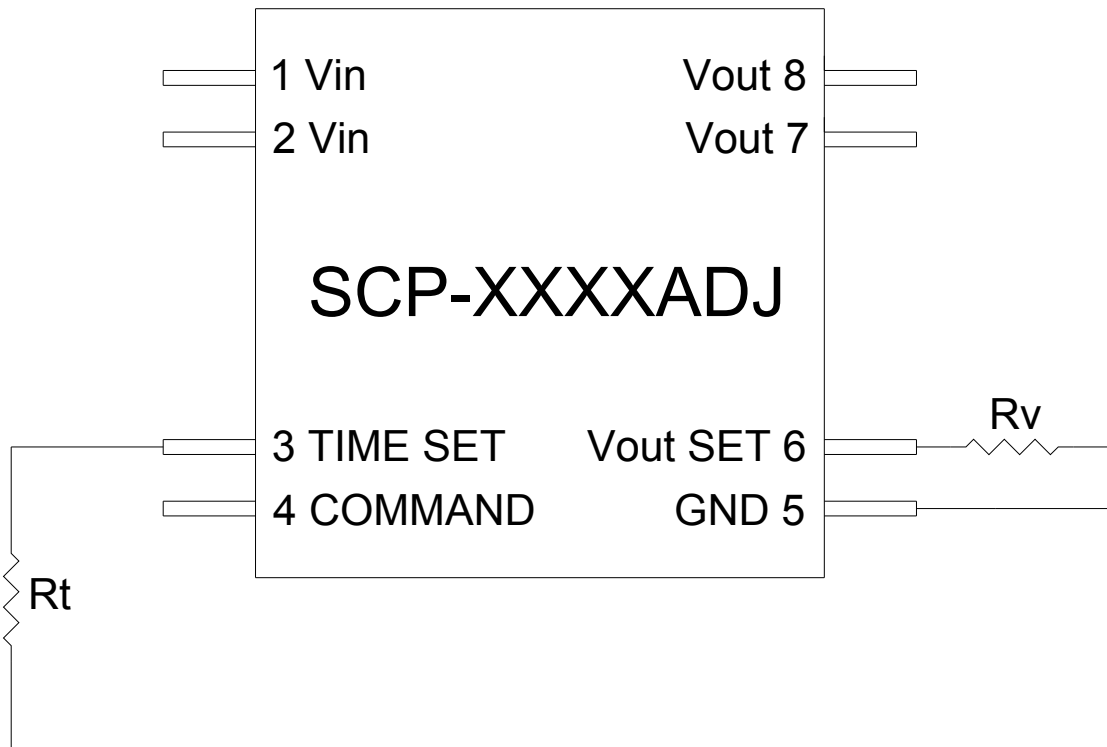 1 Vin
Vout 8
2 Vin
Vout 7
SCP-XXXXADJ
Rv
3 TIME SET
Vout SET 6
4 COMMAND
GND 5
Rt